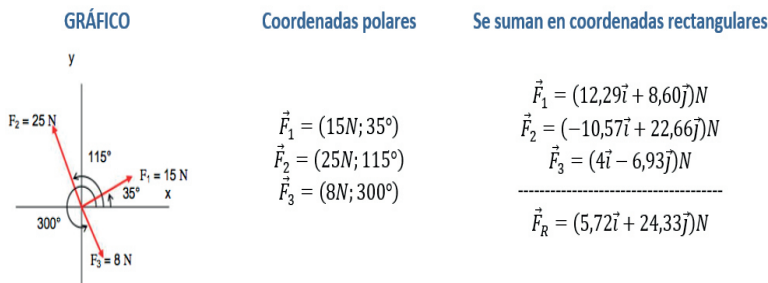 GRÁFICO
y
F₂ = 25 N
115°
F₁ = 15 N
35°
x
300°
F₃ = 8 N
Coordenadas polares
F⃗₁ = (15N; 35°)
F⃗₂ = (25N; 115°)
F⃗₃ = (8N; 300°)
Se suman en coordenadas rectangulares
F⃗₁ = (12,29i⃗ + 8,60j⃗)N
F⃗₂ = (−10,57i⃗ + 22,66j⃗)N
F⃗₃ = (4i⃗ − 6,93j⃗)N
F⃗R = (5,72i⃗ + 24,33j⃗)N